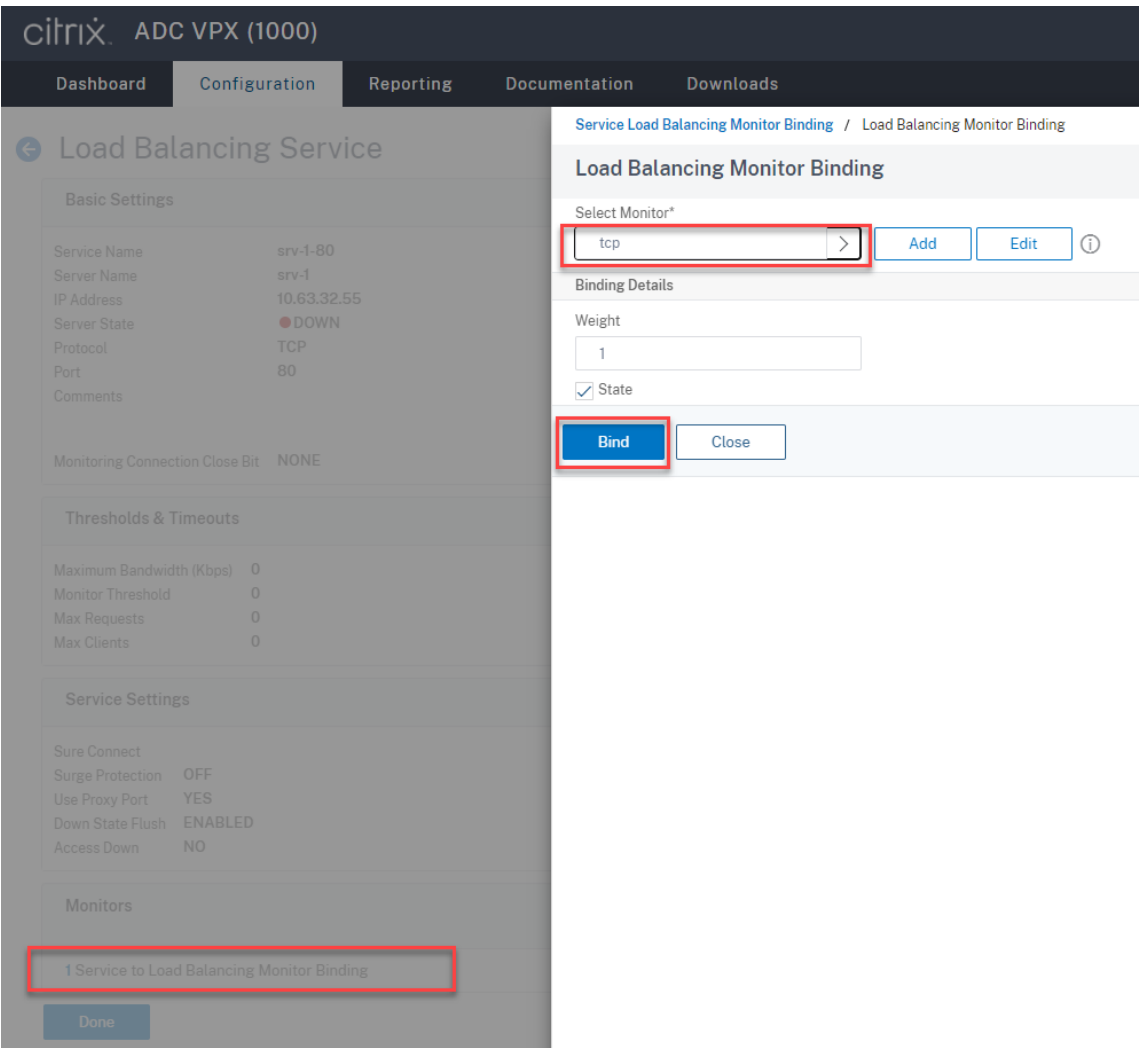 citrix. ADC VPX (1000)
Dashboard Configuration Reporting Documentation Downloads
Load Balancing Service
Basic Settings
Service Name srv-1-80
Server Name srv-1
IP Address 10.63.32.55
Server State DOWN
Protocol TCP
Port 80
Comments
Monitoring Connection Close Bit NONE
Thresholds & Timeouts
Maximum Bandwidth (Kbps) 0
Monitor Threshold 0
Max Requests 0
Max Clients 0
Service Settings
Sure Connect
Surge Protection OFF
Use Proxy Port YES
Down State Flush ENABLED
Access Down NO
Monitors
1 Service to Load Balancing Monitor Binding
Done
Service Load Balancing Monitor Binding / Load Balancing Monitor Binding
Load Balancing Monitor Binding
Select Monitor*
tcp > Add Edit i
Binding Details
Weight
1
State
Bind Close